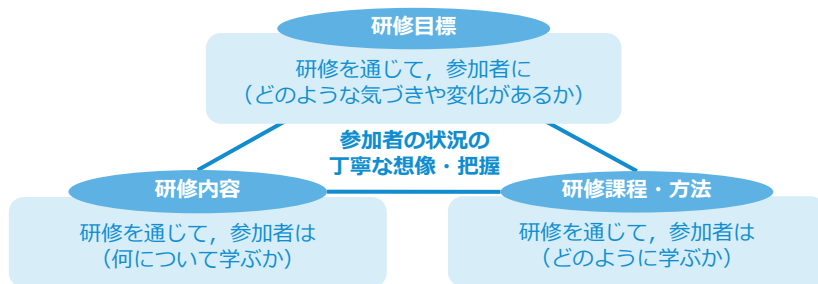 研修目標
研修を通じて，参加者に
（どのような気づきや変化があるか）
参加者の状況の
丁寧な想像・把握
研修内容
研修を通じて，参加者は
（何について学ぶか）
研修課程・方法
研修を通じて，参加者は
（どのように学ぶか）